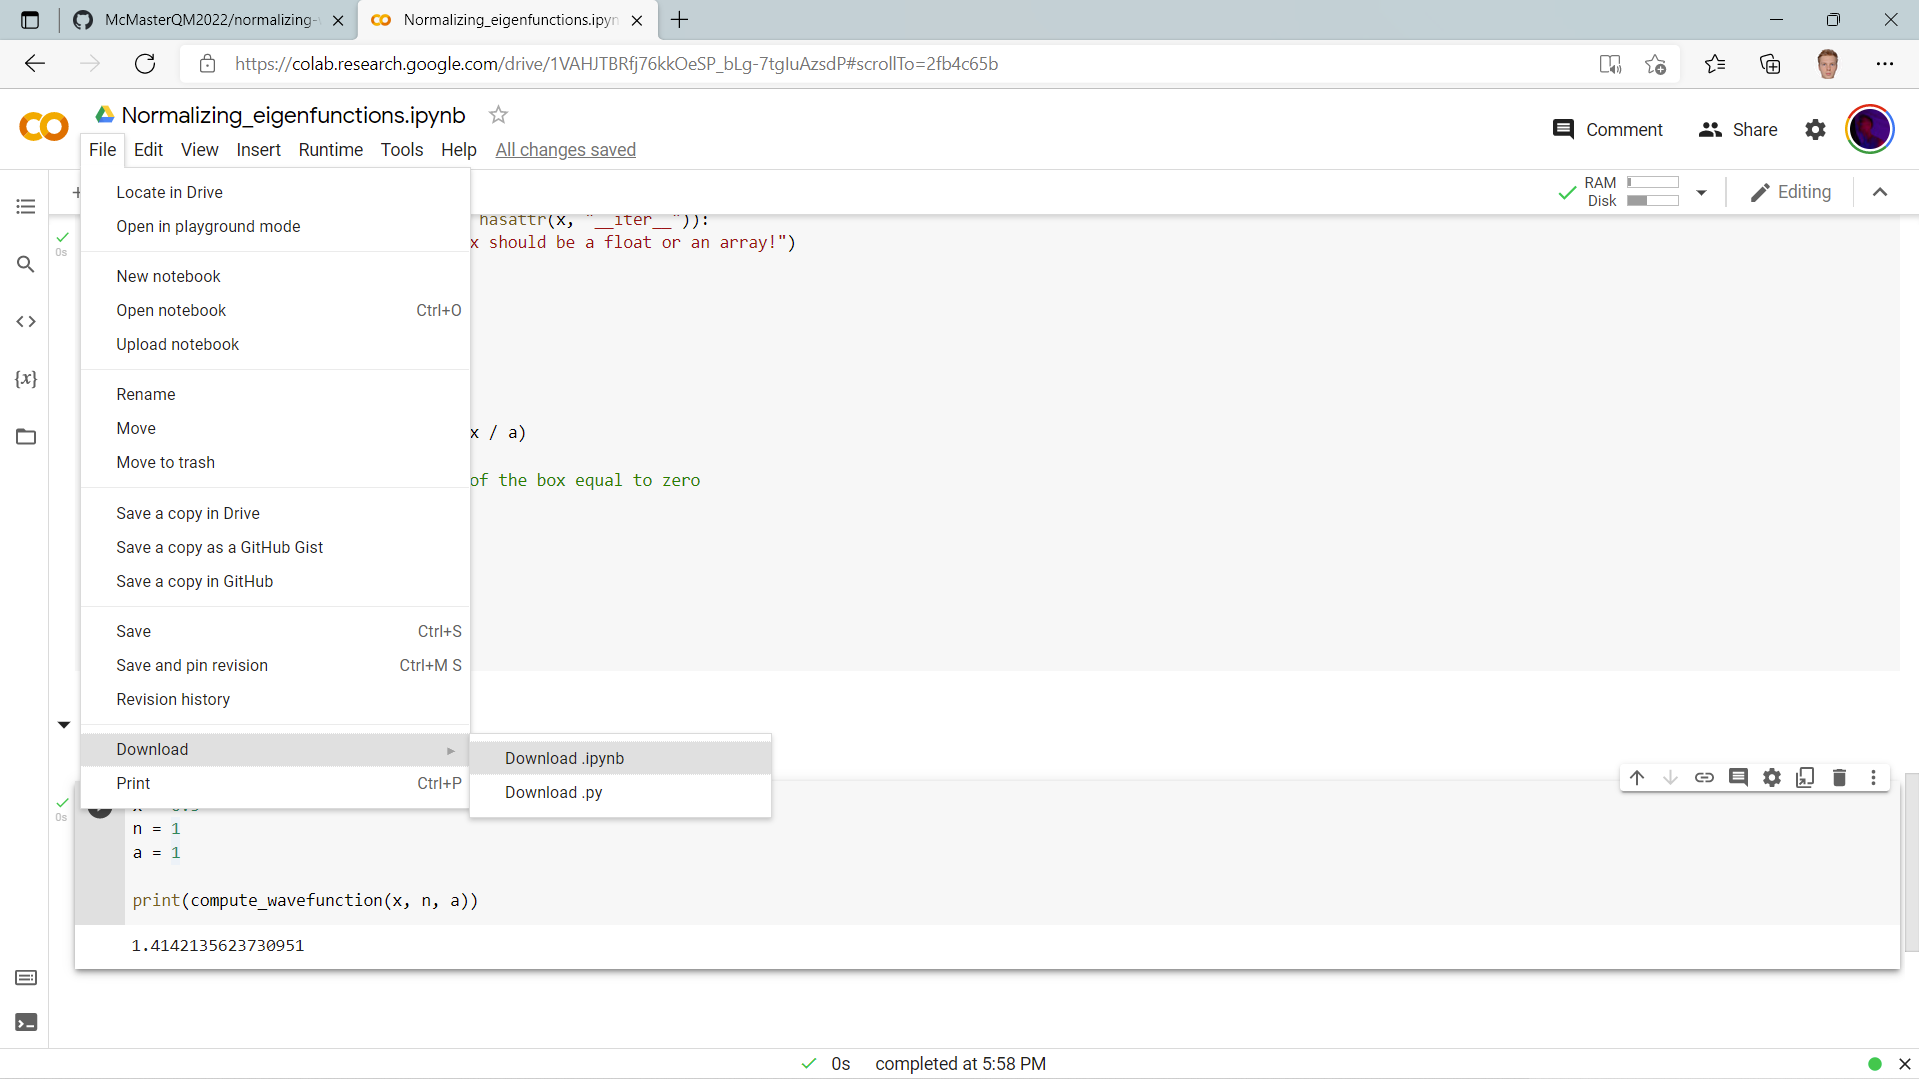 McMasterQM2022/normalizing-
Normalizing_eigenfunctions.ipyn
https://colab.research.google.com/drive/1VAHJTBRfj76kkOeSP_bLg-7tgIuAzsdP#scrollTo=2fb4c65b
Normalizing_eigenfunctions.ipynb
Comment
Share
File Edit View Insert Runtime Tools Help All changes saved
RAM
Disk
Editing
Locate in Drive
Open in playground mode
New notebook
Open notebook Ctrl+O
Upload notebook
Rename
Move
Move to trash
Save a copy in Drive
Save a copy as a GitHub Gist
Save a copy in GitHub
Save Ctrl+S
Save and pin revision Ctrl+M S
Revision history
Download
Print Ctrl+P
Download .ipynb
Download .py
0s
hasattr(x, "__iter__")):
x should be a float or an array!")
x / a)
of the box equal to zero
{x}
0s
n = 1
a = 1
print(compute_wavefunction(x, n, a))
1.4142135623730951
0s completed at 5:58 PM